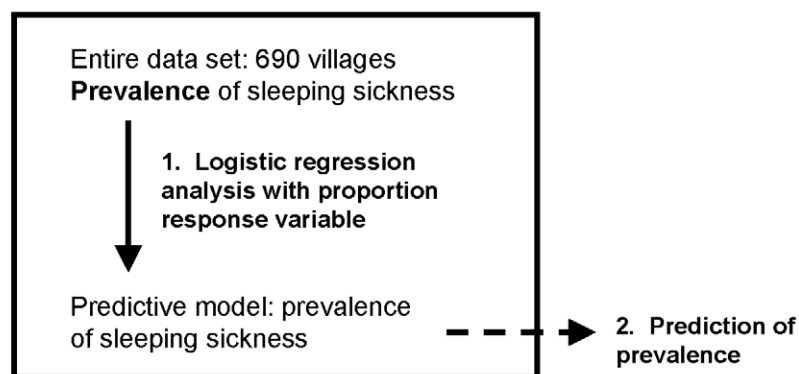 Entire data set: 690 villages
Prevalence of sleeping sickness
1. Logistic regression
analysis with proportion
response variable
Predictive model: prevalence
of sleeping sickness
2. Prediction of
prevalence